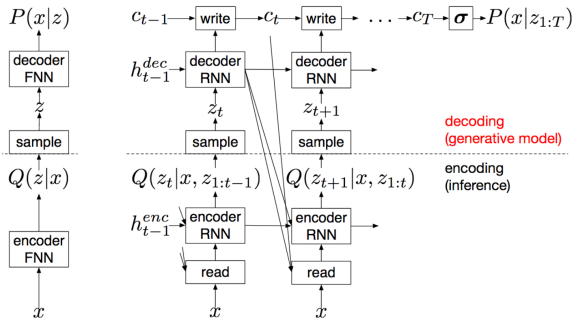 P(x|z)
decoder
FNN
z
sample
Q(z|x)
encoder
FNN
x
c_{t-1} write c_t write ... c_T σ P(x|z_{1:T})
h^{dec}_{t-1} decoder RNN decoder RNN
z_t z_{t+1}
sample sample
decoding
(generative model)
encoding
(inference)
Q(z_t|x, z_{1:t-1}) Q(z_{t+1}|x, z_{1:t})
h^{enc}_{t-1} encoder RNN encoder RNN
read read
x x